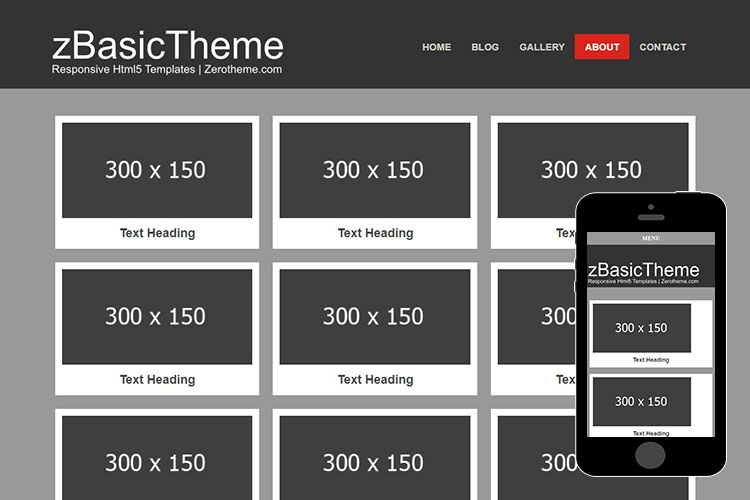 zBasicTheme
Responsive Html5 Templates | Zerotheme.com
HOME BLOG GALLERY ABOUT CONTACT
300 x 150 300 x 150 300 x 150
Text Heading Text Heading Tex
300 x 150 300 x 150 300
Text Heading Text Heading
300 x 150 300 x 150 300
MENU
zBasicTheme
Responsive Html5 Templates | Zerotheme.com
300 x 150
Text Heading
300 x 150
Text Heading